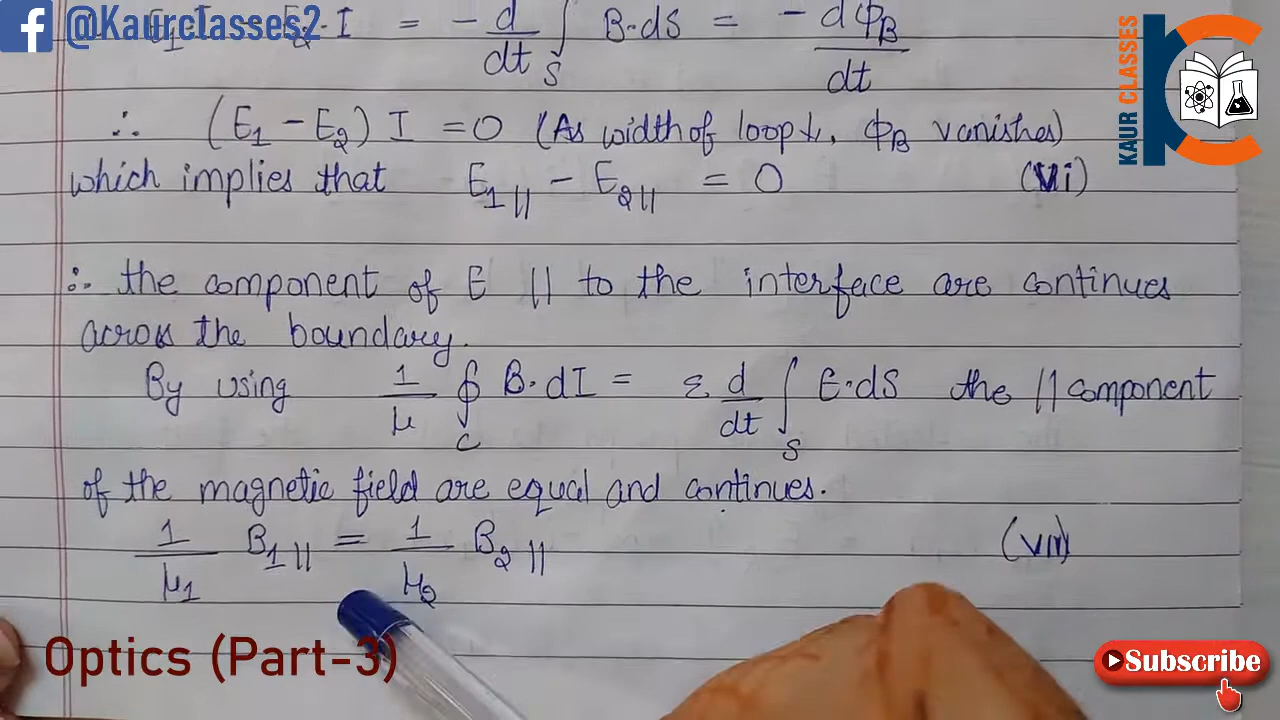 @Kaurclasses2
E₁ · I - E₂ · I = - d/dt ∫S B·dS = - dΦB/dt
∴ (E₁ - E₂) I = 0 (As width of loop ↓, ΦB vanishes)
which implies that E₁|| - E₂|| = 0 (vi)
∴ the component of E || to the interface are continues
across the boundary.
By using 1/μ ∮C B·dI = ε d/dt ∫S E·dS the || component
of the magnetic field are equal and continues.
1/μ₁ B₁|| = 1/μ₂ B₂|| (vii)
Optics (Part-3)
KAUR CLASSES
Subscribe